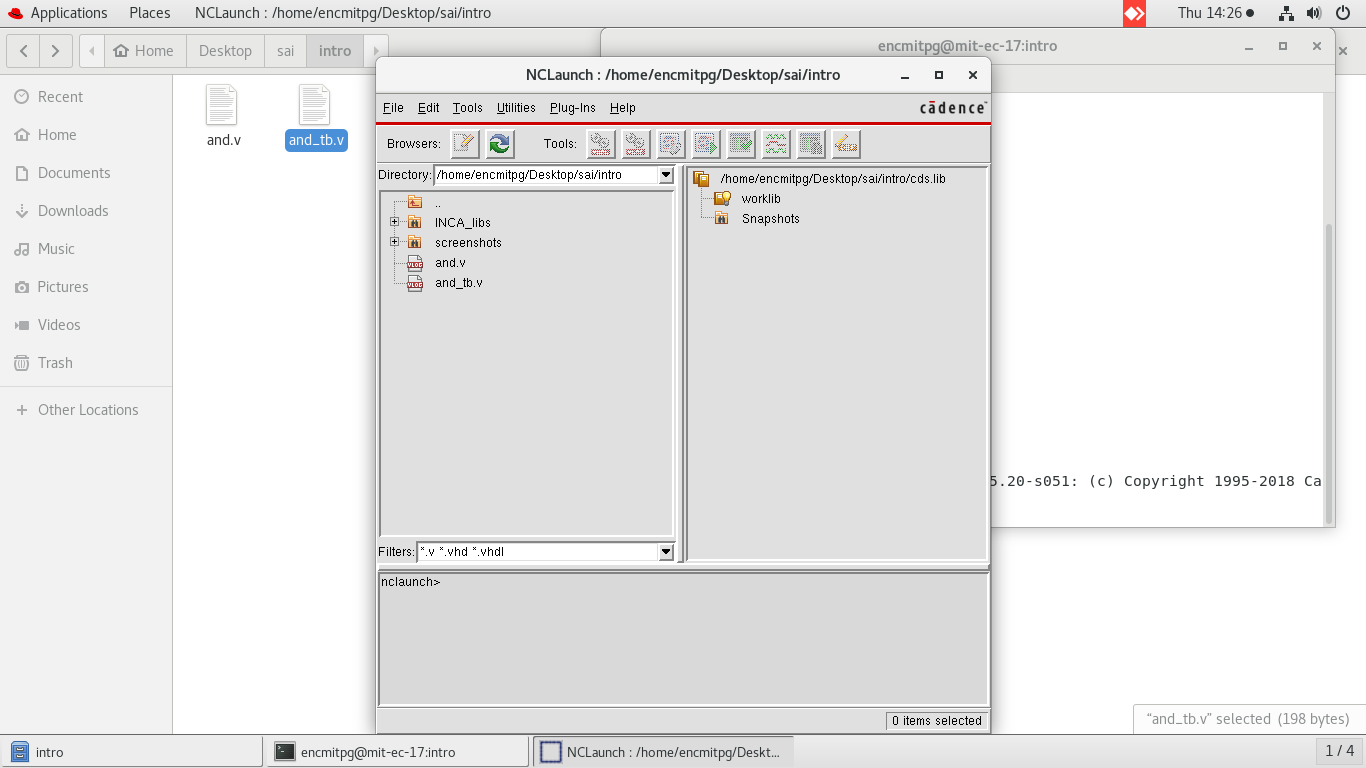 Applications Places NCLaunch : /home/encmitpg/Desktop/sai/intro Thu 14:26
Home Desktop sai intro
encmitpg@mit-ec-17:intro
Recent
Home
Documents
Downloads
Music
Pictures
Videos
Trash
Other Locations
and.v and_tb.v
NCLaunch : /home/encmitpg/Desktop/sai/intro
File Edit Tools Utilities Plug-Ins Help cādence
Browsers: Tools:
Directory: /home/encmitpg/Desktop/sai/intro
..
INCA_libs
screenshots
and.v
and_tb.v
Filters: *.v *.vhd *.vhdl
/home/encmitpg/Desktop/sai/intro/cds.lib
worklib
Snapshots
nclaunch>
0 items selected
5.20-s051: (c) Copyright 1995-2018 Ca
“and_tb.v” selected (198 bytes)
intro encmitpg@mit-ec-17:intro NCLaunch : /home/encmitpg/Deskt... 1 / 4